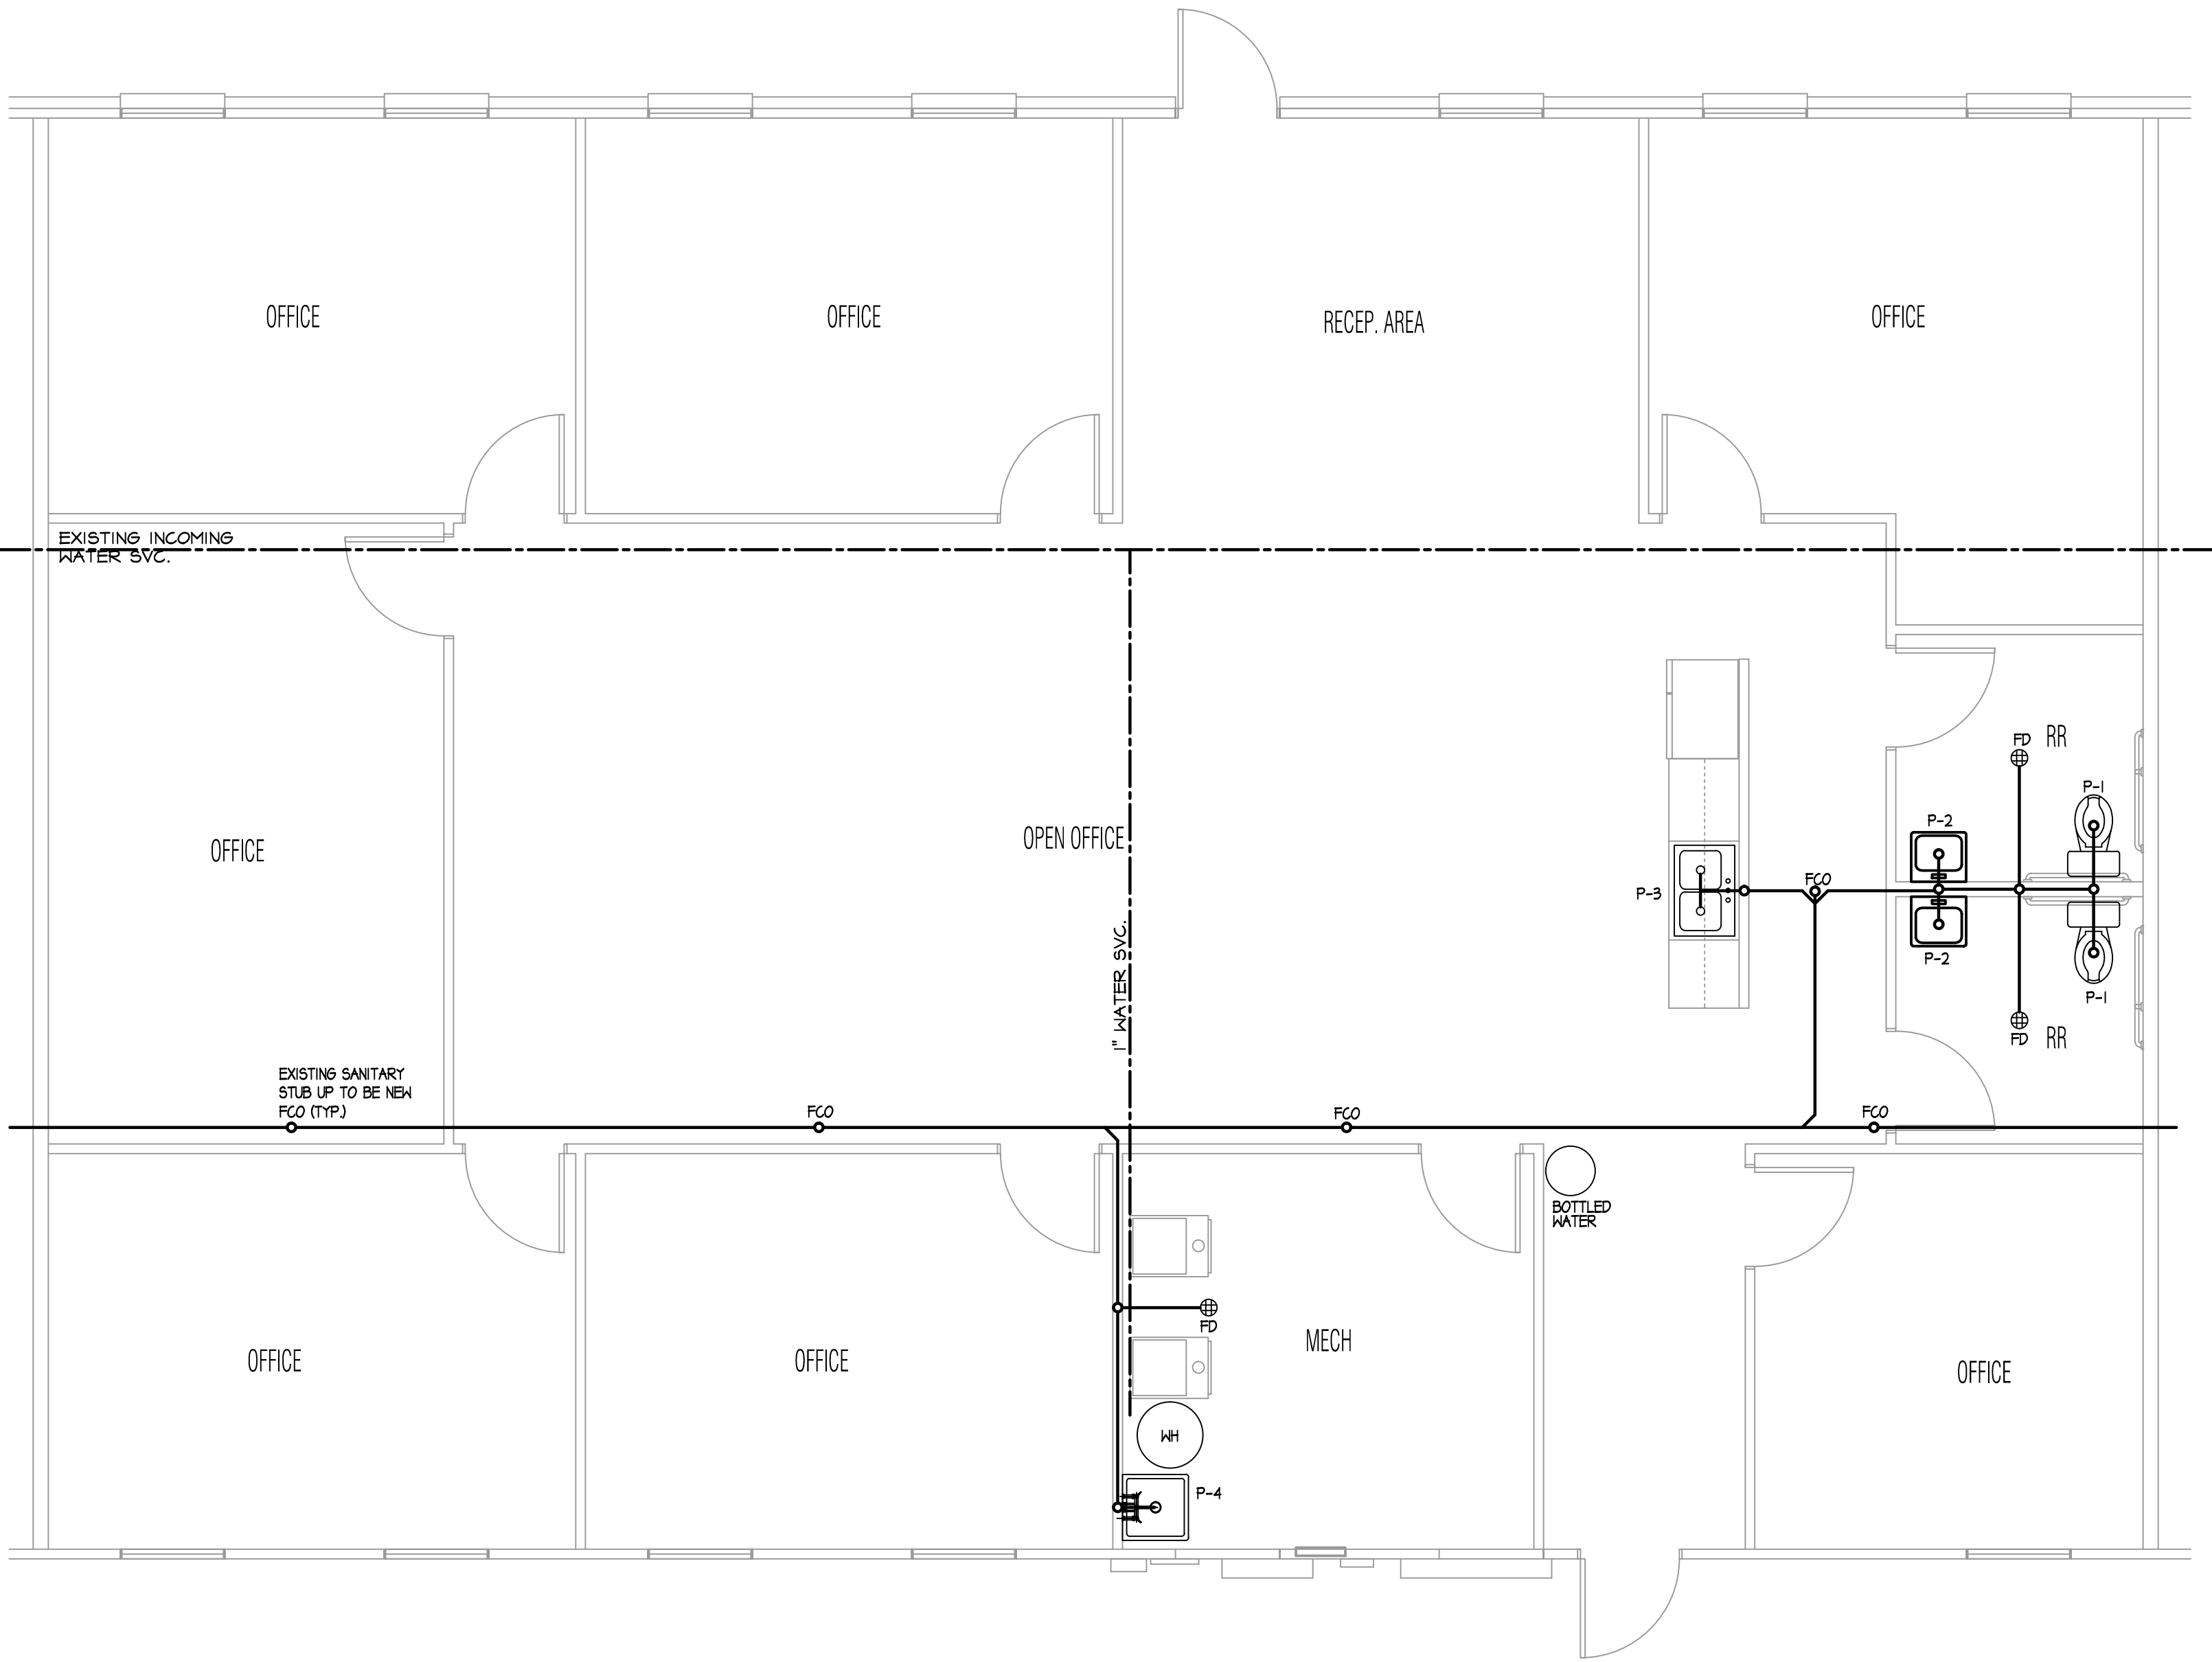 OFFICE
OFFICE
RECEP. AREA
OFFICE
EXISTING INCOMING
WATER SVC.
OFFICE
OPEN OFFICE
1" WATER SVC.
P-3
FCO
P-2
P-2
FD
RR
P-1
P-1
FD
RR
EXISTING SANITARY
STUB UP TO BE NEW
FCO (TYP.)
FCO
FCO
FCO
BOTTLED
WATER
FD
MECH
OFFICE
OFFICE
OFFICE
WH
P-4